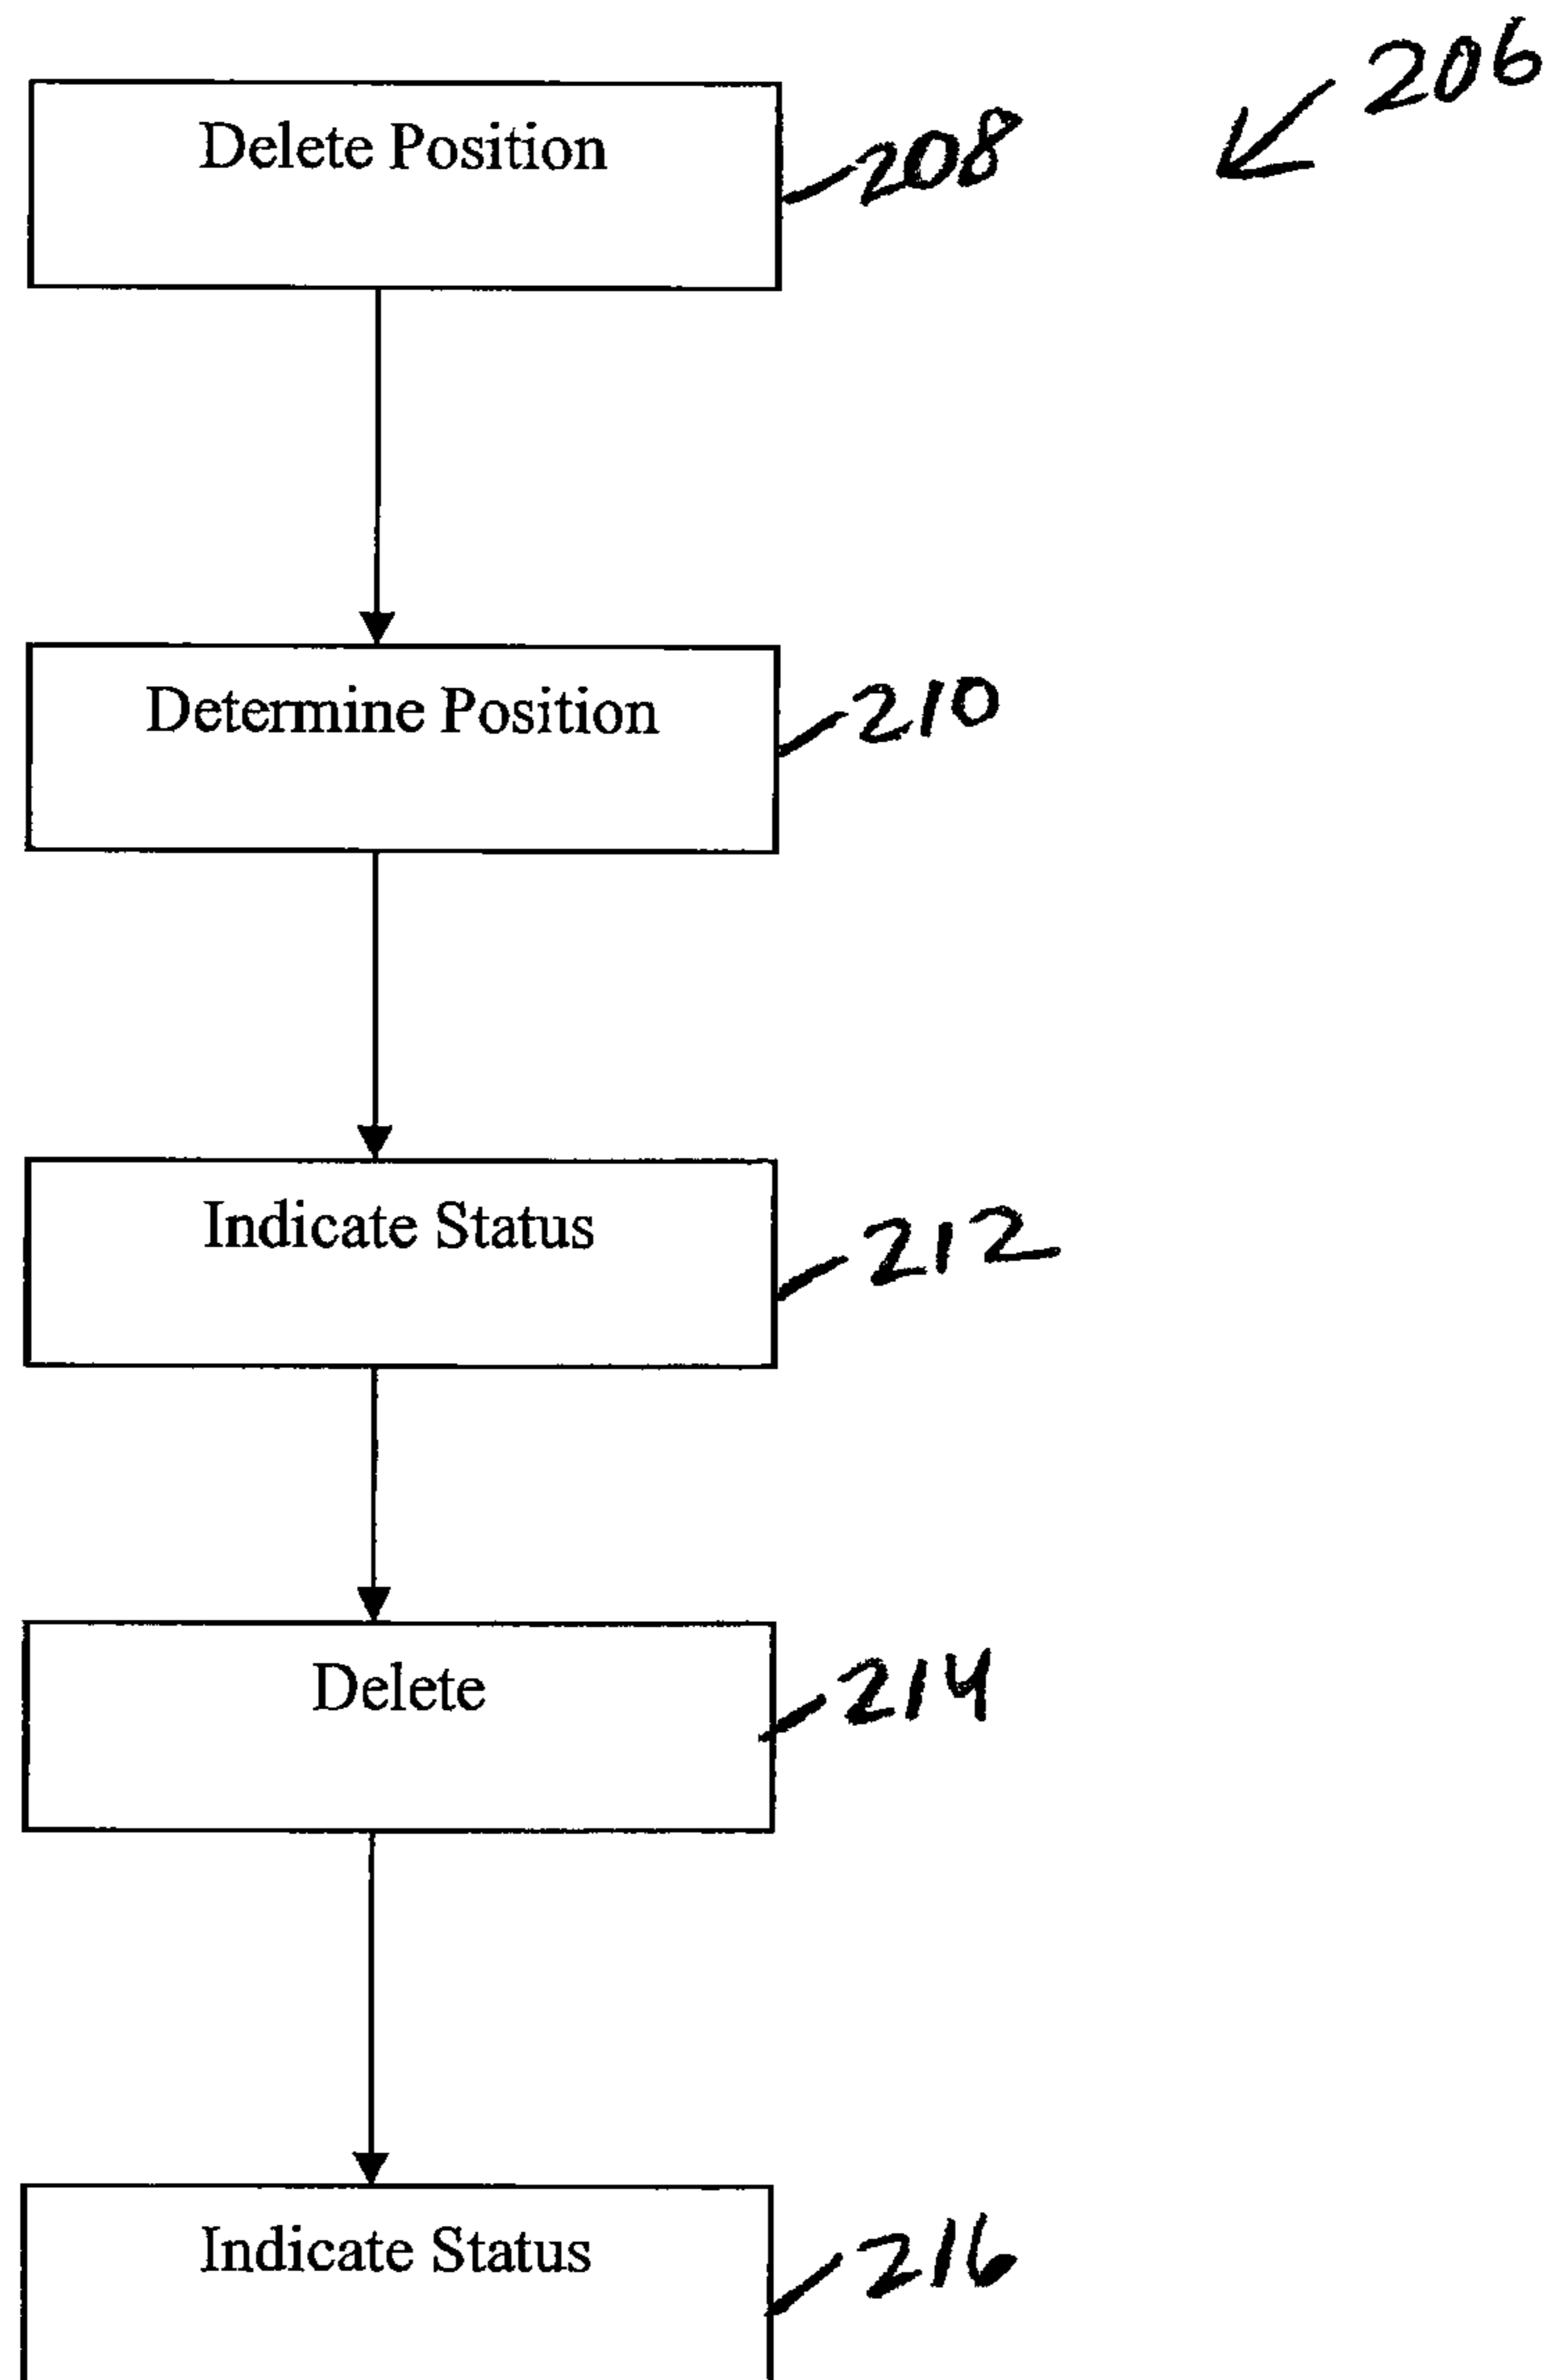 206
Delete Position
208
Determine Position
210
Indicate Status
212
Delete
214
Indicate Status
216